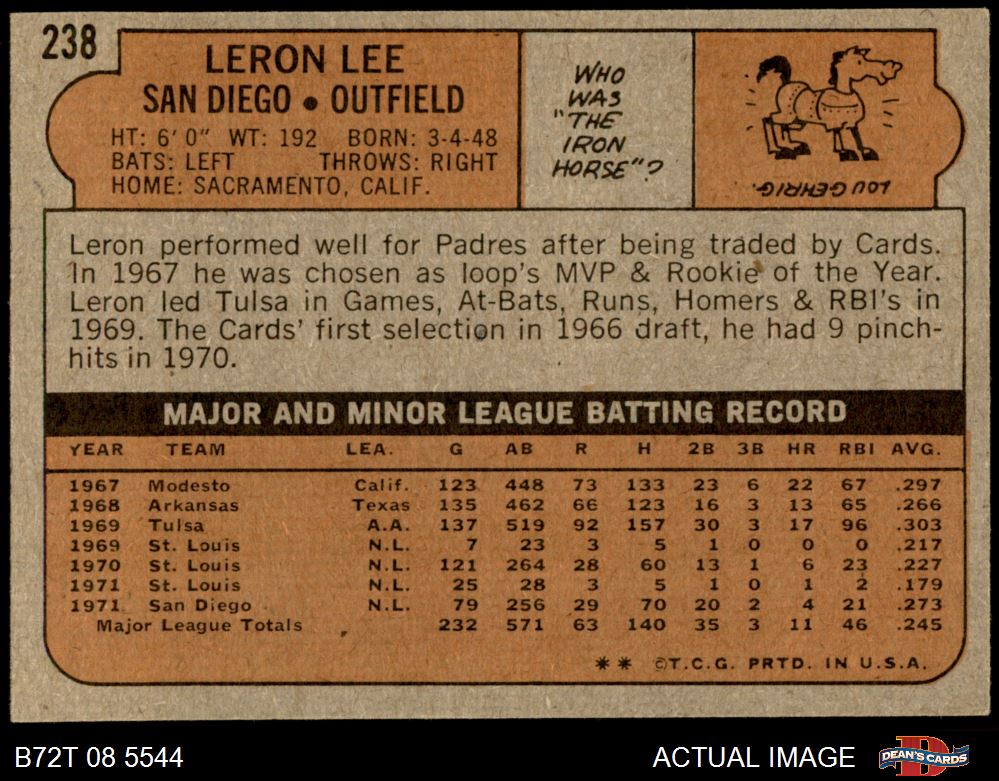 238
LERON LEE
SAN DIEGO • OUTFIELD
HT: 6' 0" WT: 192 BORN: 3-4-48
BATS: LEFT THROWS: RIGHT
HOME: SACRAMENTO, CALIF.
WHO
WAS
"THE
IRON
HORSE"?
LOU GEHRIG.
Leron performed well for Padres after being traded by Cards.
In 1967 he was chosen as loop's MVP & Rookie of the Year.
Leron led Tulsa in Games, At-Bats, Runs, Homers & RBI's in
1969. The Cards' first selection in 1966 draft, he had 9 pinch-
hits in 1970.
MAJOR AND MINOR LEAGUE BATTING RECORD
YEAR TEAM LEA. G AB R H 2B 3B HR RBI AVG.
1967 Modesto Calif. 123 448 73 133 23 6 22 67 .297
1968 Arkansas Texas 135 462 66 123 16 3 13 65 .266
1969 Tulsa A.A. 137 519 92 157 30 3 17 96 .303
1969 St. Louis N.L. 7 23 3 5 1 0 0 0 .217
1970 St. Louis N.L. 121 264 28 60 13 1 6 23 .227
1971 St. Louis N.L. 25 28 3 5 1 0 1 2 .179
1971 San Diego N.L. 79 256 29 70 20 2 4 21 .273
Major League Totals 232 571 63 140 35 3 11 46 .245
** ©T.C.G. PRTD. IN U.S.A.
B72T 08 5544
ACTUAL IMAGE
D
DEAN'S CARDS